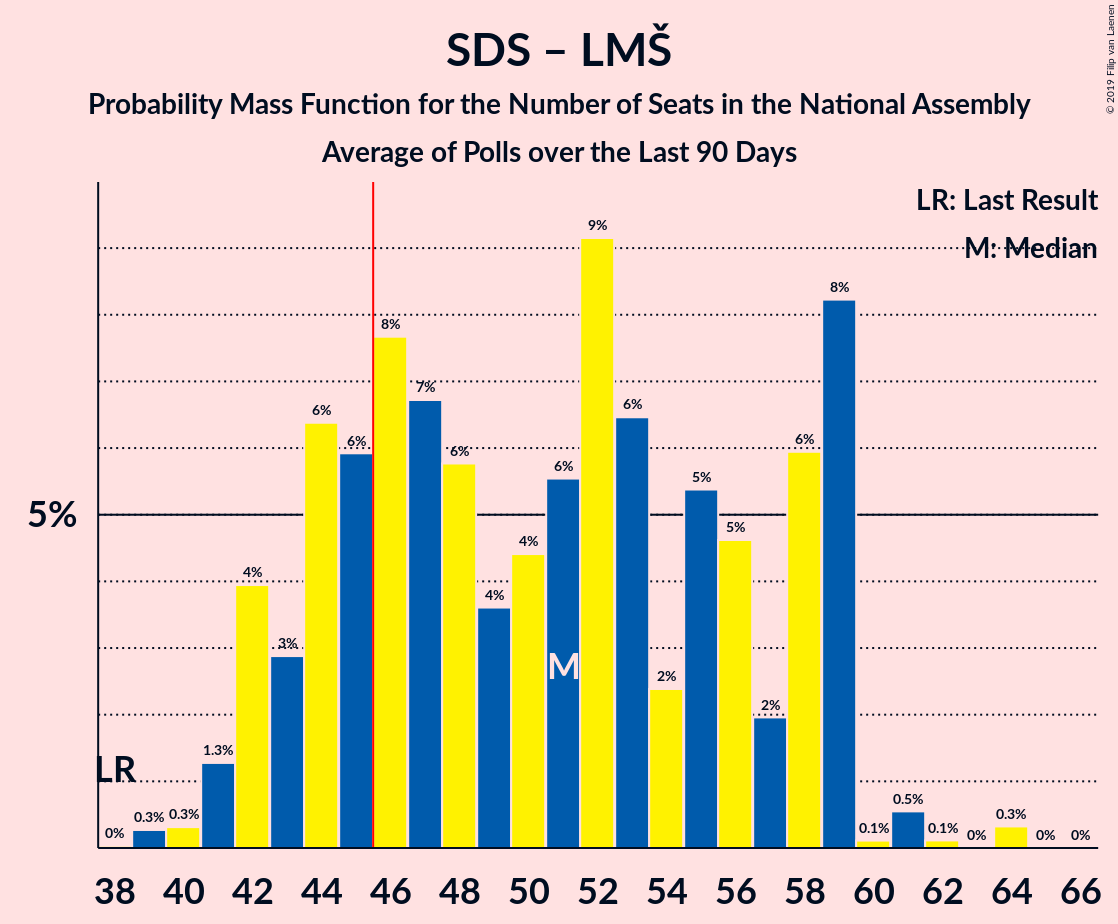 SDS – LMŠ
Probability Mass Function for the Number of Seats in the National Assembly
Average of Polls over the Last 90 Days
© 2019 Filip van Laenen
LR: Last Result
M: Median
5%
LR
M
0% 0.3% 0.3% 1.3% 4% 3% 6% 6% 8% 7% 6% 4% 4% 6% 9% 6% 2% 5% 5% 2% 6% 8% 0.1% 0.5% 0.1% 0% 0.3% 0% 0%
38 40 42 44 46 48 50 52 54 56 58 60 62 64 66